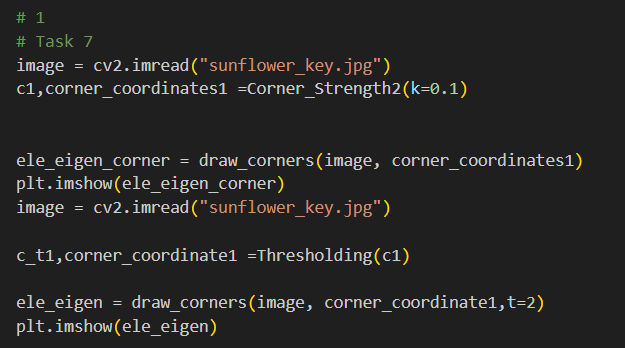 # 1
# Task 7
image = cv2.imread("sunflower_key.jpg")
c1,corner_coordinates1 =Corner_Strength2(k=0.1)
ele_eigen_corner = draw_corners(image, corner_coordinates1)
plt.imshow(ele_eigen_corner)
image = cv2.imread("sunflower_key.jpg")
c_t1,corner_coordinate1 =Thresholding(c1)
ele_eigen = draw_corners(image, corner_coordinate1,t=2)
plt.imshow(ele_eigen)